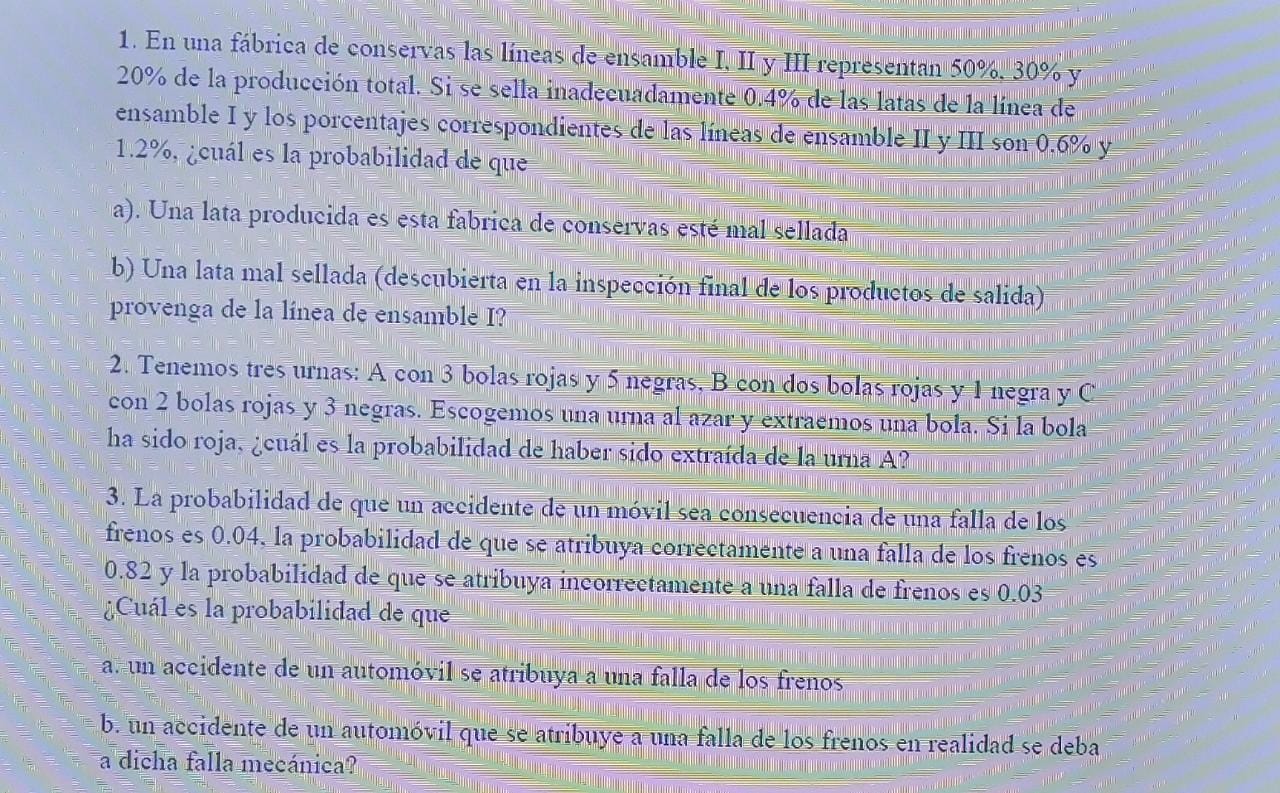 1. En una fábrica de conservas las líneas de ensamble I, II y III representan 50%, 30% y
20% de la producción total. Si se sella inadecuadamente 0.4% de las latas de la línea de
ensamble I y los porcentajes correspondientes de las líneas de ensamble II y III son 0.6% y
1.2%, ¿cuál es la probabilidad de que
a). Una lata producida es esta fabrica de conservas esté mal sellada
b) Una lata mal sellada (descubierta en la inspección final de los productos de salida)
provenga de la línea de ensamble I?
2. Tenemos tres urnas: A con 3 bolas rojas y 5 negras, B con dos bolas rojas y 1 negra y C
con 2 bolas rojas y 3 negras. Escogemos una urna al azar y extraemos una bola. Si la bola
ha sido roja, ¿cuál es la probabilidad de haber sido extraída de la urna A?
3. La probabilidad de que un accidente de un móvil sea consecuencia de una falla de los
frenos es 0.04, la probabilidad de que se atribuya correctamente a una falla de los frenos es
0.82 y la probabilidad de que se atribuya incorrectamente a una falla de frenos es 0.03
¿Cuál es la probabilidad de que
a. un accidente de un automóvil se atribuya a una falla de los frenos
b. un accidente de un automóvil que se atribuye a una falla de los frenos en realidad se deba
a dicha falla mecánica?